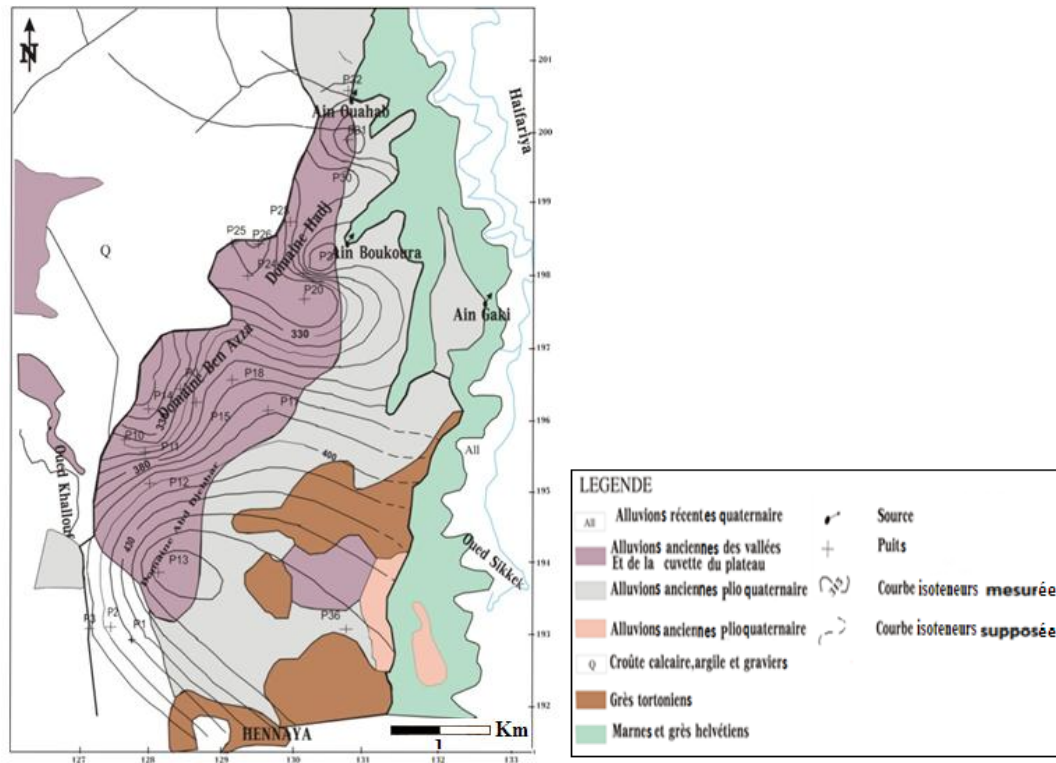 N
201
200
199
198
197
196
195
194
193
192
P22
Ain Ouahab
Haifariya
P30
P23
P25
P26
Domaine Hadj
Q
Ain Boukoura
P24
P20
Ain Gaki
330
Domaine Ben Azza
P18
P14
P15
P17
P10
P11
380
400
All
Oued Khallouf
P12
430
P13
Oued Sikkek
P3
P2
P1
P36
HENNAYA
Km
1
127 128 129 130 131 132 133
LEGENDE
All Alluvions récentes quaternaire
Alluvions anciennes des vallées
Et de la cuvette du plateau
Alluvions anciennes plio quaternaire
Alluvions anciennes plioquaternaire
Q Croûte calcaire,argile et graviers
Grès tortoniens
Marnes et grès helvétiens
Source
Puits
Courbe isoteneurs mesurée
Courbe isoteneurs supposée